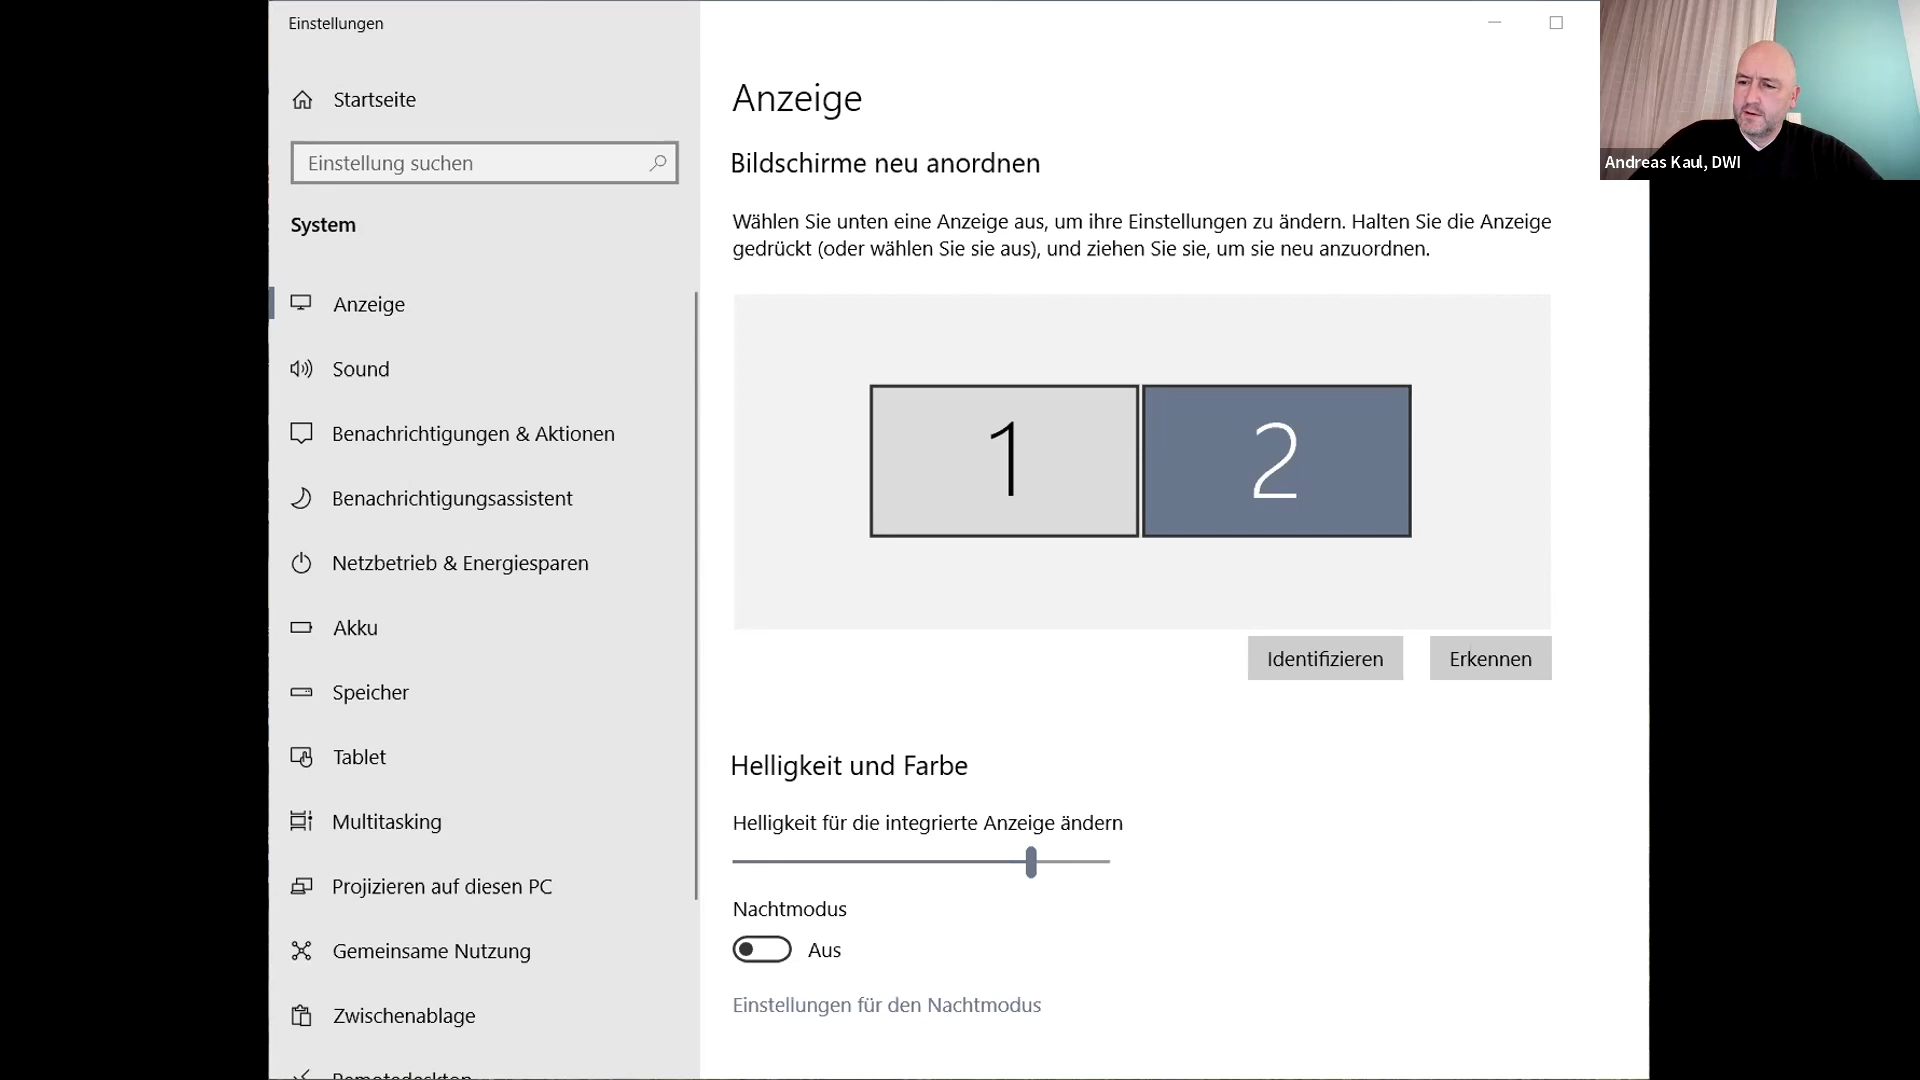 Einstellungen
Startseite
Einstellung suchen
System
Anzeige
Sound
Benachrichtigungen & Aktionen
Benachrichtigungsassistent
Netzbetrieb & Energiesparen
Akku
Speicher
Tablet
Multitasking
Projizieren auf diesen PC
Gemeinsame Nutzung
Zwischenablage
Remotedesktop
Anzeige
Bildschirme neu anordnen
Wählen Sie unten eine Anzeige aus, um ihre Einstellungen zu ändern. Halten Sie die Anzeige
gedrückt (oder wählen Sie sie aus), und ziehen Sie sie, um sie neu anzuordnen.
1
2
Identifizieren
Erkennen
Helligkeit und Farbe
Helligkeit für die integrierte Anzeige ändern
Nachtmodus
Aus
Einstellungen für den Nachtmodus
Andreas Kaul, DWI